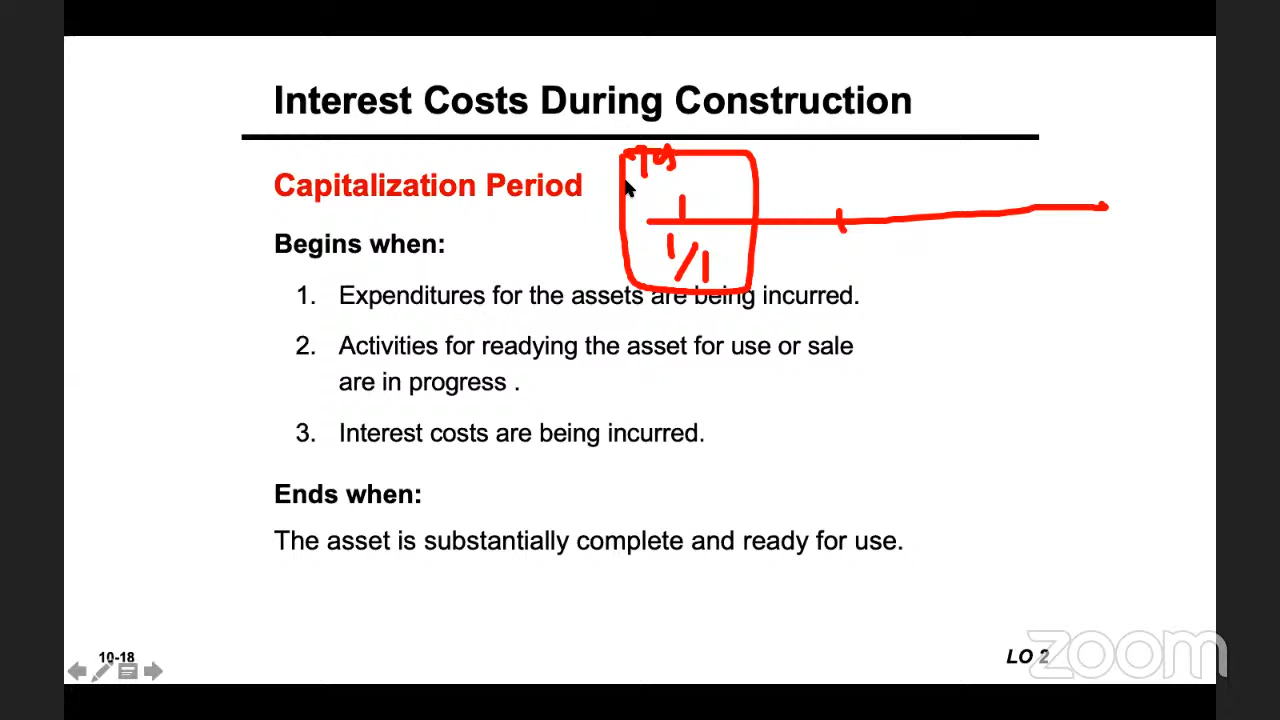 Interest Costs During Construction
Capitalization Period
1/1
Begins when:
1. Expenditures for the assets are being incurred.
2. Activities for readying the asset for use or sale
are in progress .
3. Interest costs are being incurred.
Ends when:
The asset is substantially complete and ready for use.
10-18
LO 2
zoom